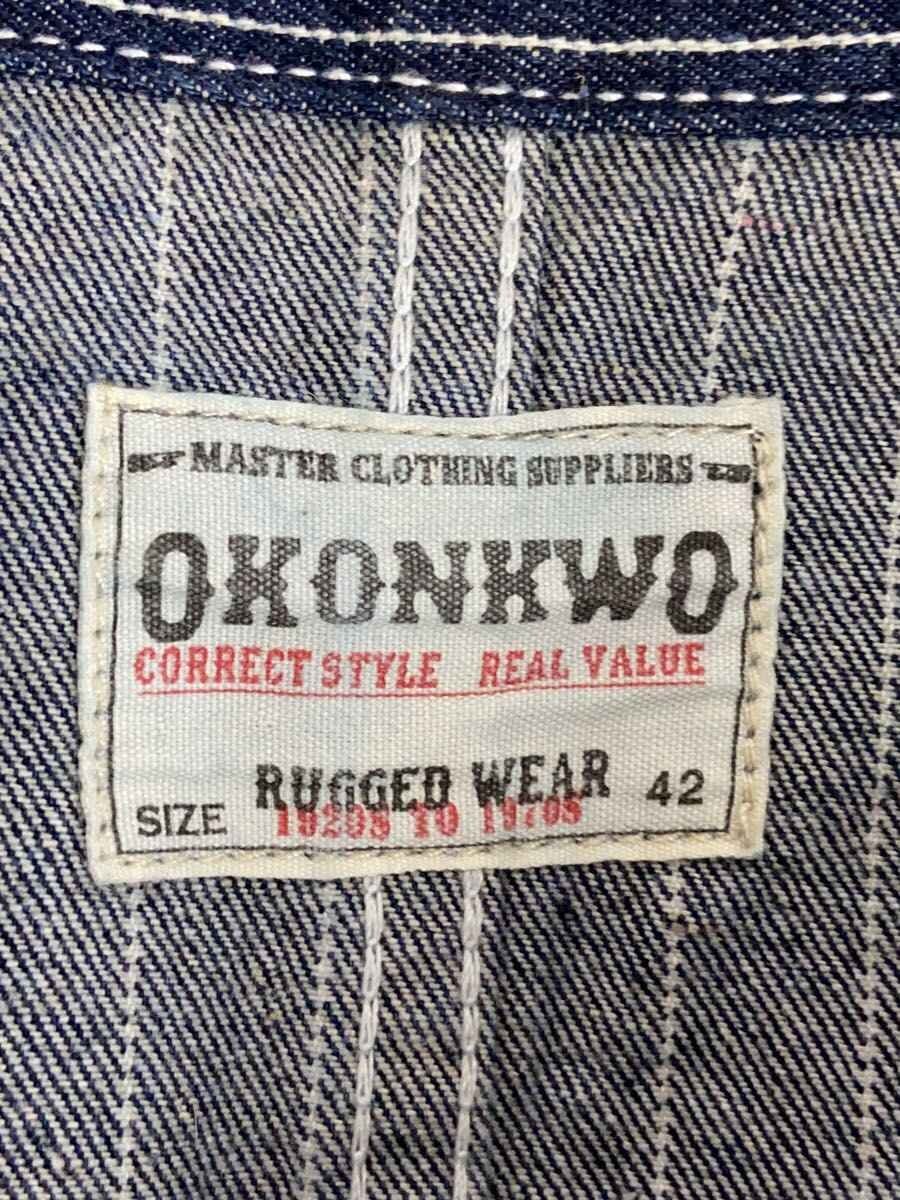 MASTER CLOTHING SUPPLIERS
OKONKWO
CORRECT STYLE REAL VALUE
RUGGED WEAR
SIZE 42
1920S TO 1970S